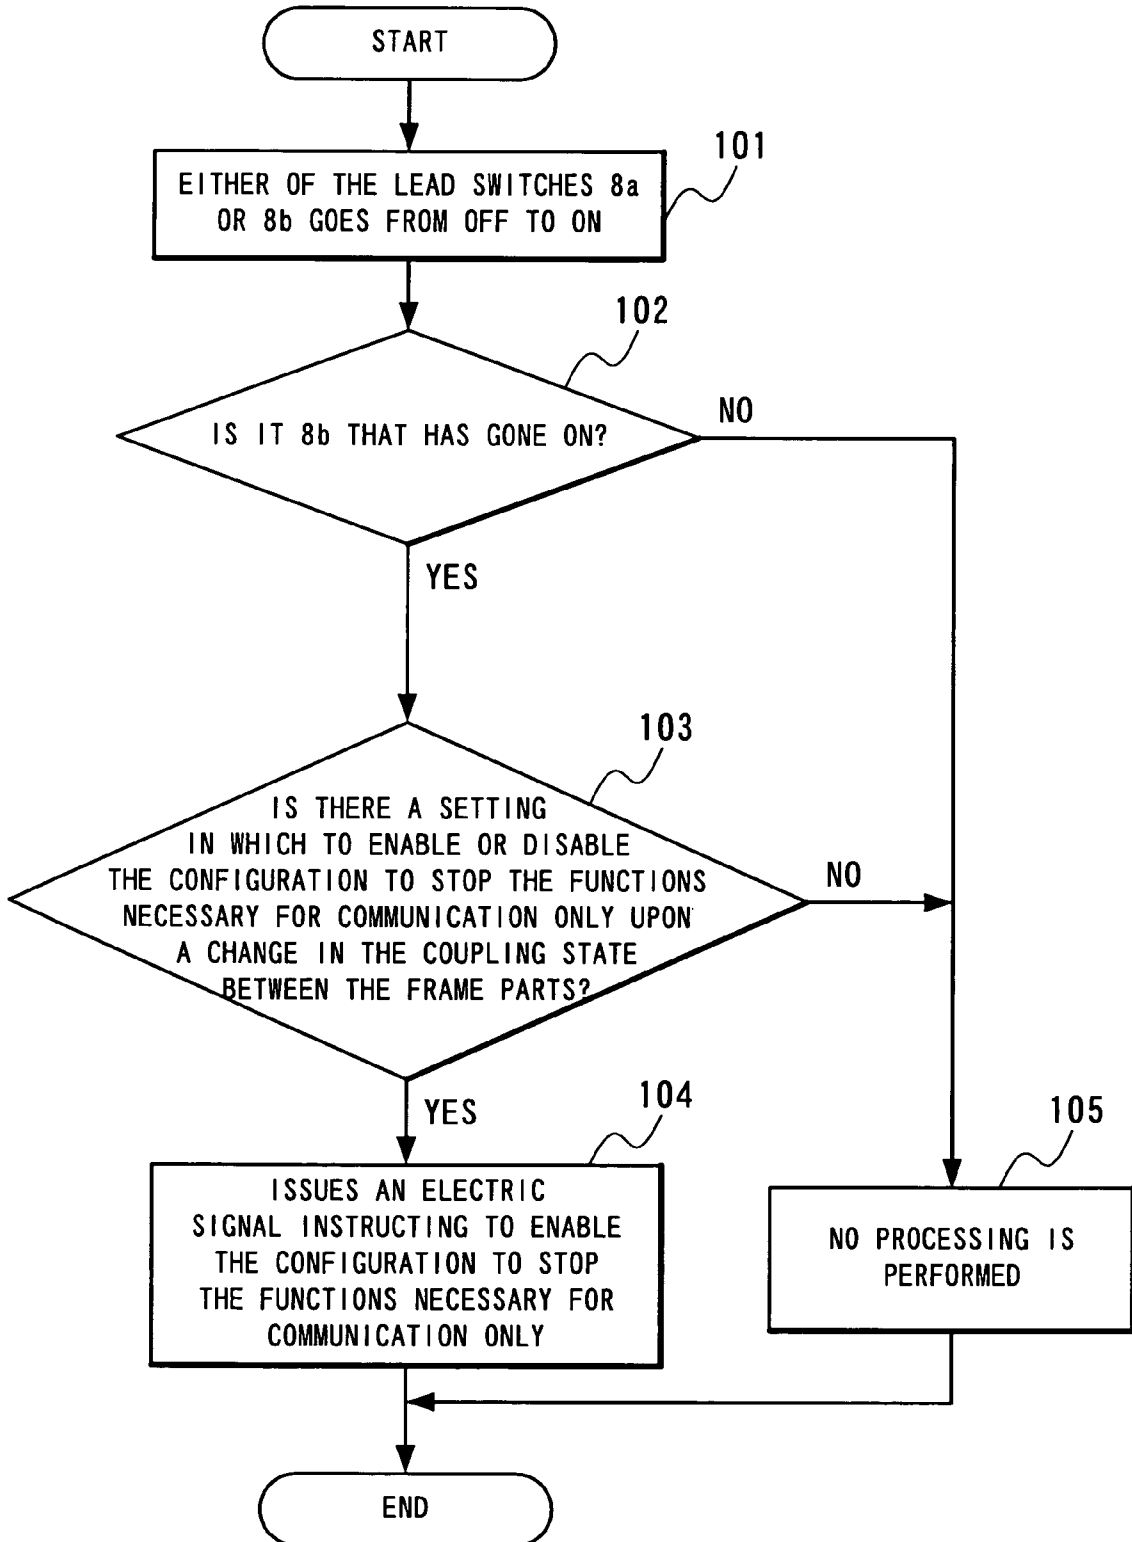 START
101
EITHER OF THE LEAD SWITCHES 8a
OR 8b GOES FROM OFF TO ON
102
IS IT 8b THAT HAS GONE ON?
NO
YES
103
IS THERE A SETTING
IN WHICH TO ENABLE OR DISABLE
THE CONFIGURATION TO STOP THE FUNCTIONS
NECESSARY FOR COMMUNICATION ONLY UPON
A CHANGE IN THE COUPLING STATE
BETWEEN THE FRAME PARTS?
NO
YES
104
ISSUES AN ELECTRIC
SIGNAL INSTRUCTING TO ENABLE
THE CONFIGURATION TO STOP
THE FUNCTIONS NECESSARY FOR
COMMUNICATION ONLY
105
NO PROCESSING IS
PERFORMED
END